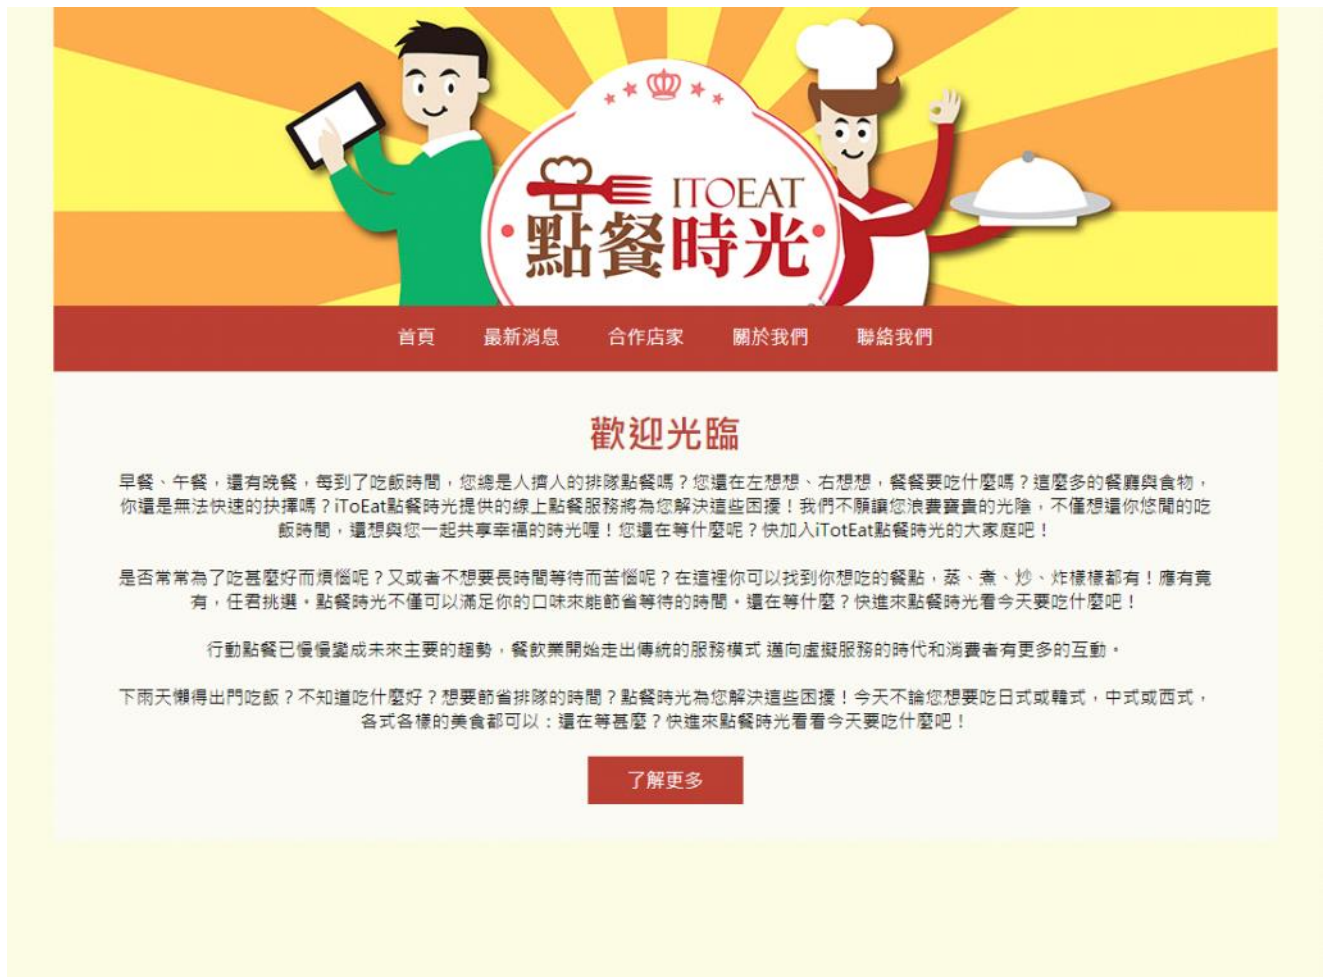 ITOEAT
點餐時光
首頁 最新消息 合作店家 關於我們 聯絡我們
歡迎光臨
早餐、午餐，還有晚餐，每到了吃飯時間，您總是人擠人的排隊點餐嗎？您還在左想想、右想想，餐餐要吃什麼嗎？這麼多的餐廳與食物，
你還是無法快速的抉擇嗎？iToEat點餐時光提供的線上點餐服務將為您解決這些困擾！我們不願讓您浪費寶貴的光陰，不僅想還你悠閒的吃
飯時間，還想與您一起共享幸福的時光喔！您還在等什麼呢？快加入iTotEat點餐時光的大家庭吧！
是否常常為了吃甚麼好而煩惱呢？又或者不想要長時間等待而苦惱呢？在這裡你可以找到你想吃的餐點，蒸、煮、炒、炸樣樣都有！應有竟
有，任君挑選。點餐時光不僅可以滿足你的口味來能節省等待的時間。還在等什麼？快進來點餐時光看今天要吃什麼吧！
行動點餐已慢慢變成未來主要的趨勢，餐飲業開始走出傳統的服務模式 邁向虛擬服務的時代和消費者有更多的互動。
下雨天懶得出門吃飯？不知道吃什麼好？想要節省排隊的時間？點餐時光為您解決這些困擾！今天不論您想要吃日式或韓式，中式或西式，
各式各樣的美食都可以：還在等甚麼？快進來點餐時光看看今天要吃什麼吧！
了解更多